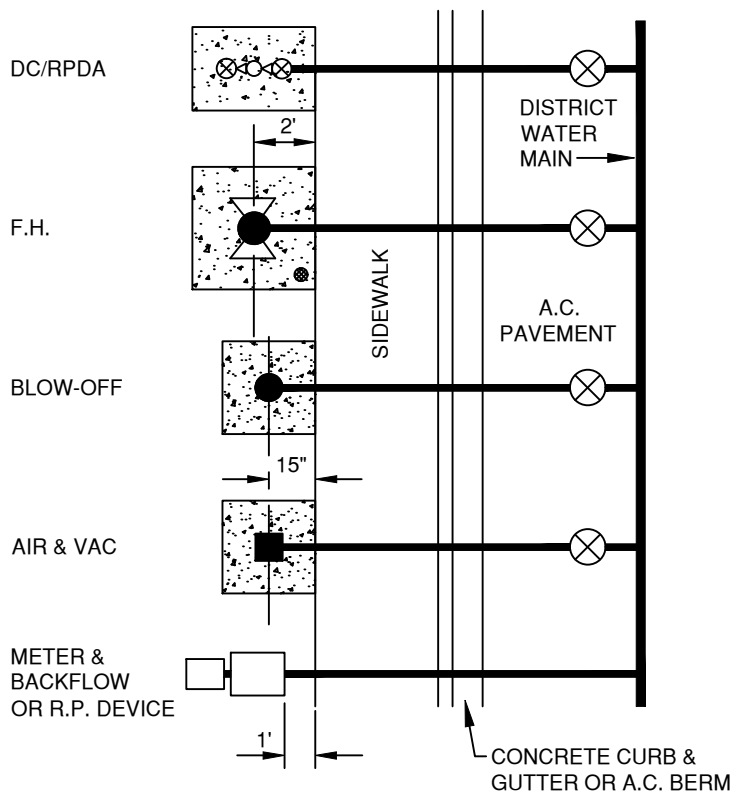 DC/RPDA
DISTRICT
WATER
MAIN
2'
F.H.
SIDEWALK
A.C.
PAVEMENT
BLOW-OFF
15"
AIR & VAC
METER &
BACKFLOW
OR R.P. DEVICE
1'
CONCRETE CURB &
GUTTER OR A.C. BERM